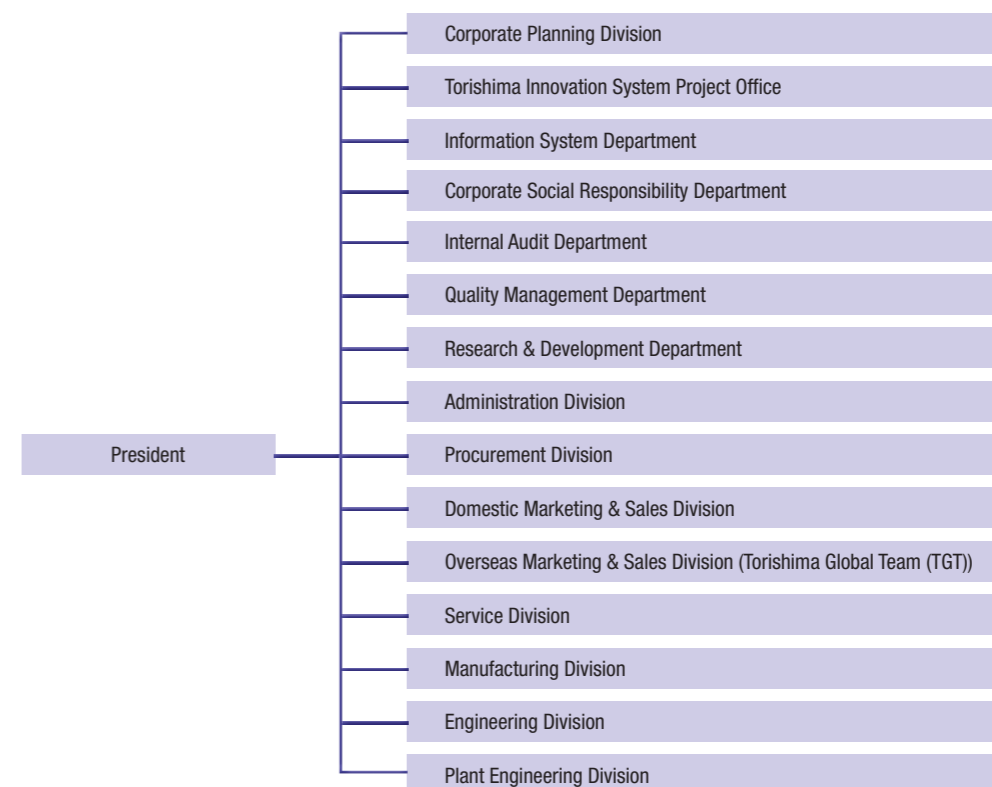 Corporate Planning Division
Torishima Innovation System Project Office
Information System Department
Corporate Social Responsibility Department
Internal Audit Department
Quality Management Department
Research & Development Department
Administration Division
President
Procurement Division
Domestic Marketing & Sales Division
Overseas Marketing & Sales Division (Torishima Global Team (TGT))
Service Division
Manufacturing Division
Engineering Division
Plant Engineering Division